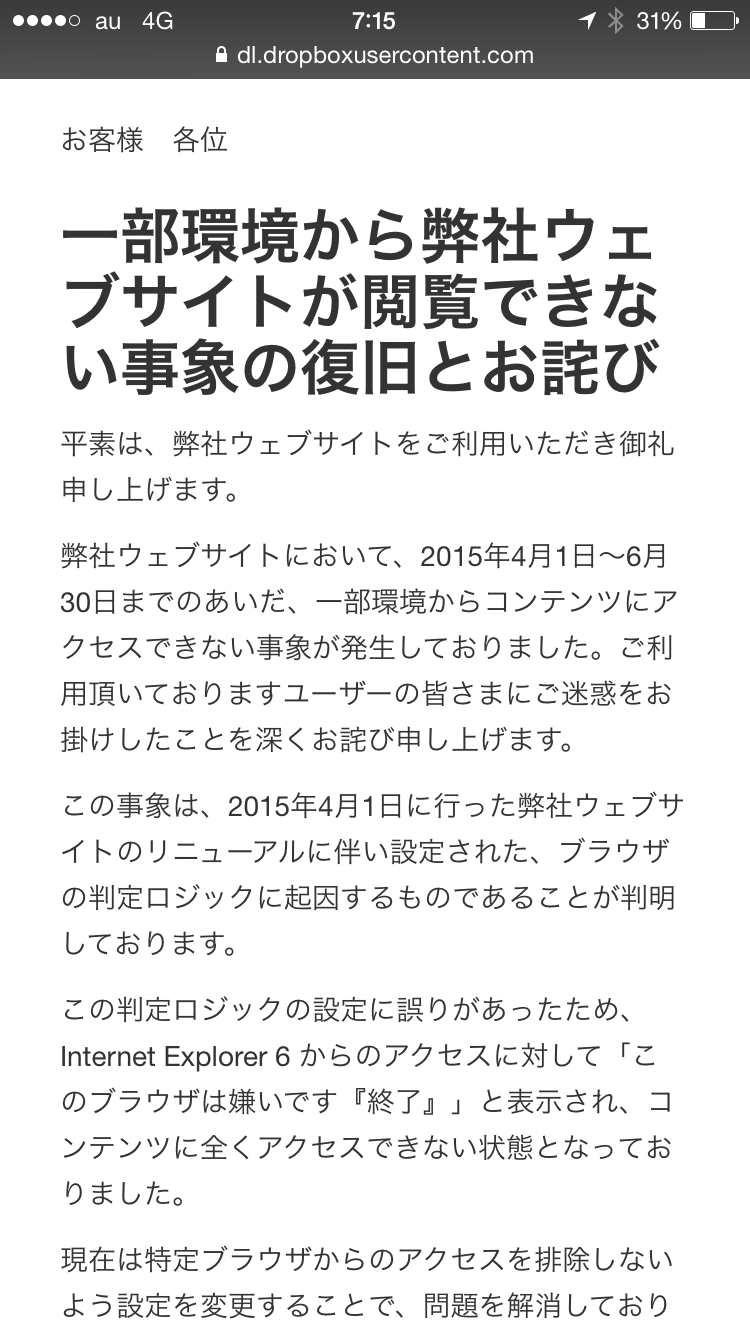 au 4G 7:15 31%
dl.dropboxusercontent.com
お客様　各位
一部環境から弊社ウェ
ブサイトが閲覧できな
い事象の復旧とお詫び
平素は、弊社ウェブサイトをご利用いただき御礼
申し上げます。
弊社ウェブサイトにおいて、2015年4月1日〜6月
30日までのあいだ、一部環境からコンテンツにア
クセスできない事象が発生しておりました。ご利
用頂いておりますユーザーの皆さまにご迷惑をお
掛けしたことを深くお詫び申し上げます。
この事象は、2015年4月1日に行った弊社ウェブサ
イトのリニューアルに伴い設定された、ブラウザ
の判定ロジックに起因するものであることが判明
しております。
この判定ロジックの設定に誤りがあったため、
Internet Explorer 6 からのアクセスに対して「こ
のブラウザは嫌いです『終了』」と表示され、コ
ンテンツに全くアクセスできない状態となってお
りました。
現在は特定ブラウザからのアクセスを排除しない
よう設定を変更することで、問題を解消しており